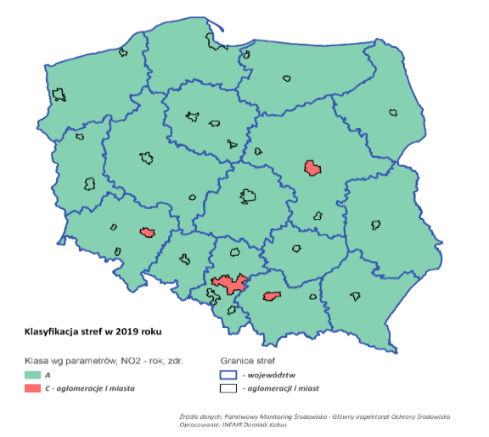 Klasyfikacja stref w 2019 roku
Klasa wg parametrów, NO2 - rok, zdr.
Granice stref
A
- województw
C - aglomeracje i miasta
- aglomeracji i miast
Źródło danych: Państwowy Monitoring Środowiska - Główny Inspektorat Ochrony Środowiska
Opracowanie: INFAIR Dominik Kobus